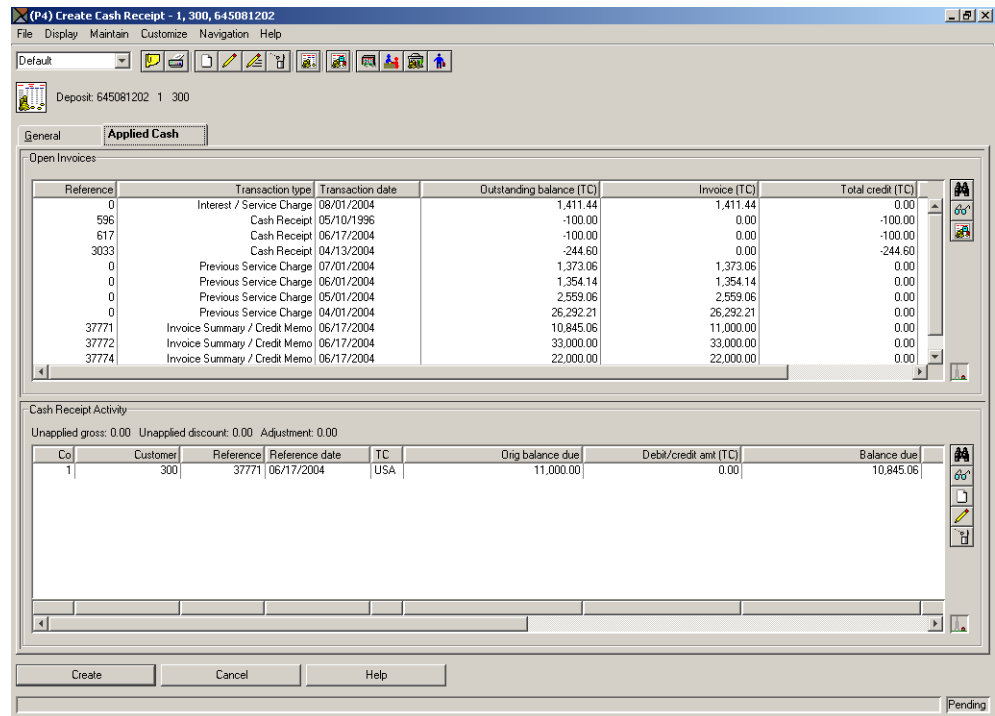 (P4) Create Cash Receipt - 1, 300, 645081202
File Display Maintain Customize Navigation Help
Default
Deposit: 645081202 1 300
General Applied Cash
Open Invoices
Reference Transaction type Transaction date Outstanding balance (TC) Invoice (TC) Total credit (TC)
0 Interest / Service Charge 08/01/2004 1,411.44 1,411.44 0.00
596 Cash Receipt 05/10/1996 -100.00 0.00 -100.00
617 Cash Receipt 06/17/2004 -100.00 0.00 -100.00
3033 Cash Receipt 04/13/2004 -244.60 0.00 -244.60
0 Previous Service Charge 07/01/2004 1,373.06 1,373.06 0.00
0 Previous Service Charge 06/01/2004 1,354.14 1,354.14 0.00
0 Previous Service Charge 05/01/2004 2,559.06 2,559.06 0.00
0 Previous Service Charge 04/01/2004 26,292.21 26,292.21 0.00
37771 Invoice Summary / Credit Memo 06/17/2004 10,845.06 11,000.00 0.00
37772 Invoice Summary / Credit Memo 06/17/2004 33,000.00 33,000.00 0.00
37774 Invoice Summary / Credit Memo 06/17/2004 22,000.00 22,000.00 0.00
Cash Receipt Activity
Unapplied gross: 0.00 Unapplied discount: 0.00 Adjustment: 0.00
Co Customer Reference Reference date TC Orig balance due Debit/credit amt (TC) Balance due
1 300 37771 06/17/2004 USA 11,000.00 0.00 10,845.06
Create Cancel Help
Pending